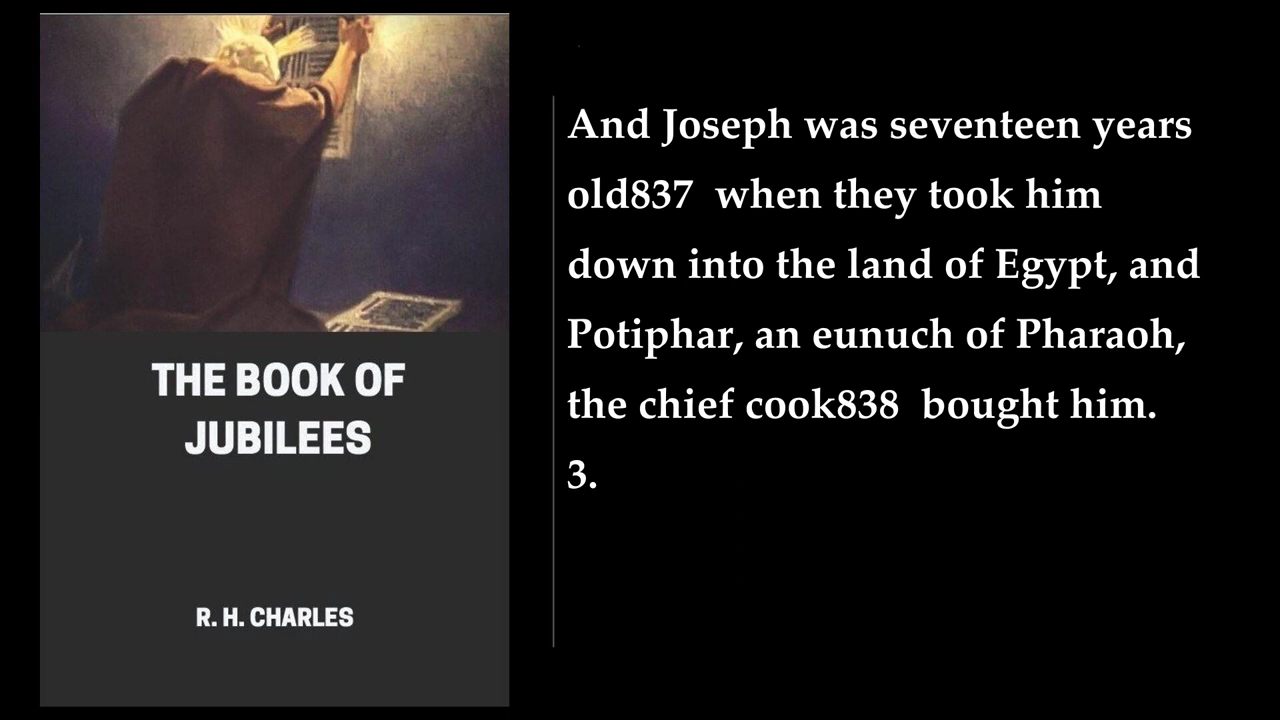 THE BOOK OF
JUBILEES
R. H. CHARLES
And Joseph was seventeen years
old837  when they took him
down into the land of Egypt, and
Potiphar, an eunuch of Pharaoh,
the chief cook838  bought him.
3.